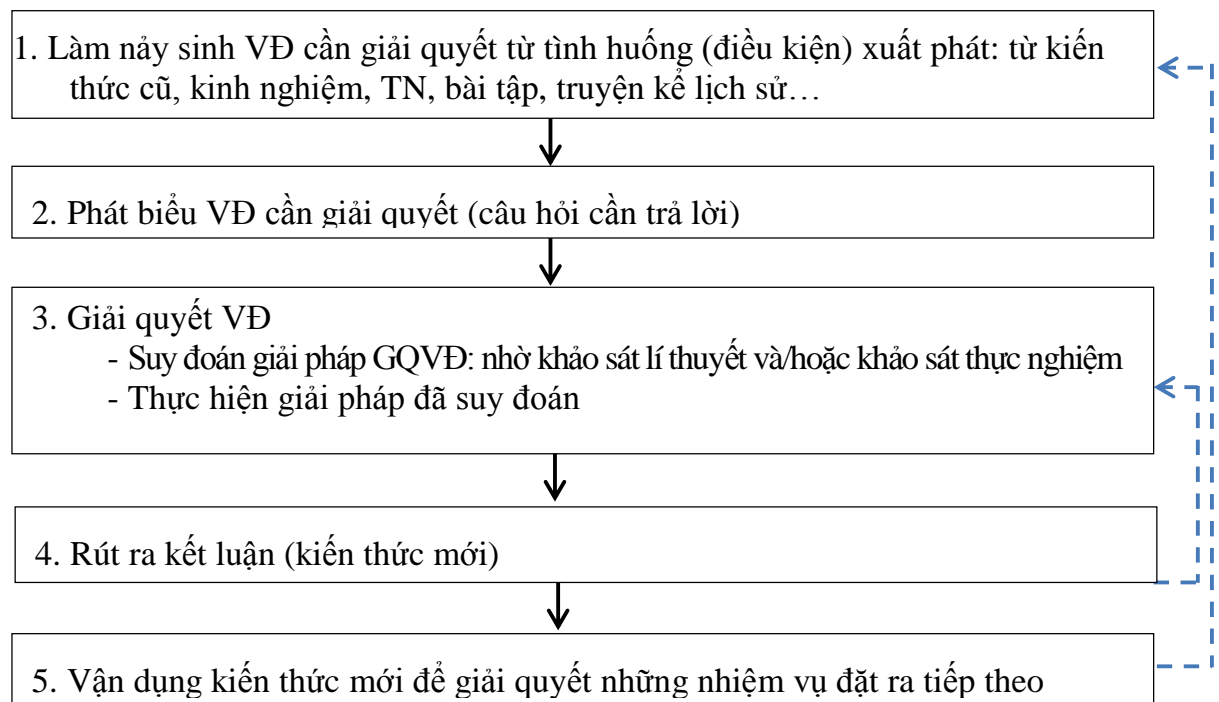 1. Làm nảy sinh VĐ cần giải quyết từ tình huống (điều kiện) xuất phát: từ kiến
thức cũ, kinh nghiệm, TN, bài tập, truyện kể lịch sử…
2. Phát biểu VĐ cần giải quyết (câu hỏi cần trả lời)
3. Giải quyết VĐ
- Suy đoán giải pháp GQVĐ: nhờ khảo sát lí thuyết và/hoặc khảo sát thực nghiệm
- Thực hiện giải pháp đã suy đoán
4. Rút ra kết luận (kiến thức mới)
5. Vận dụng kiến thức mới để giải quyết những nhiệm vụ đặt ra tiếp theo